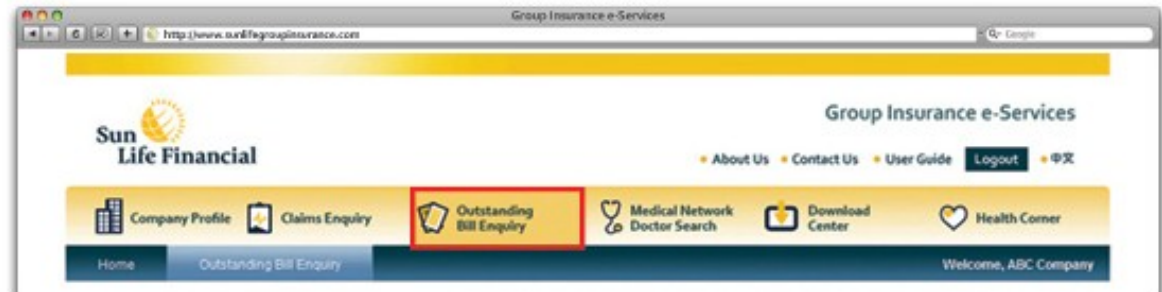 Group Insurance e-Services
http://www.sunlifegroupinsurance.com
Google
Group Insurance e-Services
Sun
Life Financial
About Us • Contact Us • User Guide Logout • 中文
Company Profile Claims Enquiry Outstanding Bill Enquiry Medical Network Doctor Search Download Center Health Corner
Home Outstanding Bill Enquiry Welcome, ABC Company